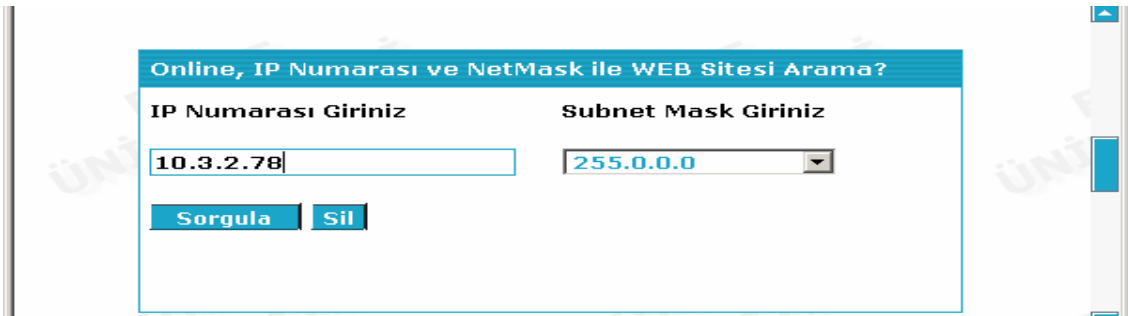 Online, IP Numarası ve NetMask ile WEB Sitesi Arama?
IP Numarası Giriniz Subnet Mask Giriniz
10.3.2.78 255.0.0.0
Sorgula Sil